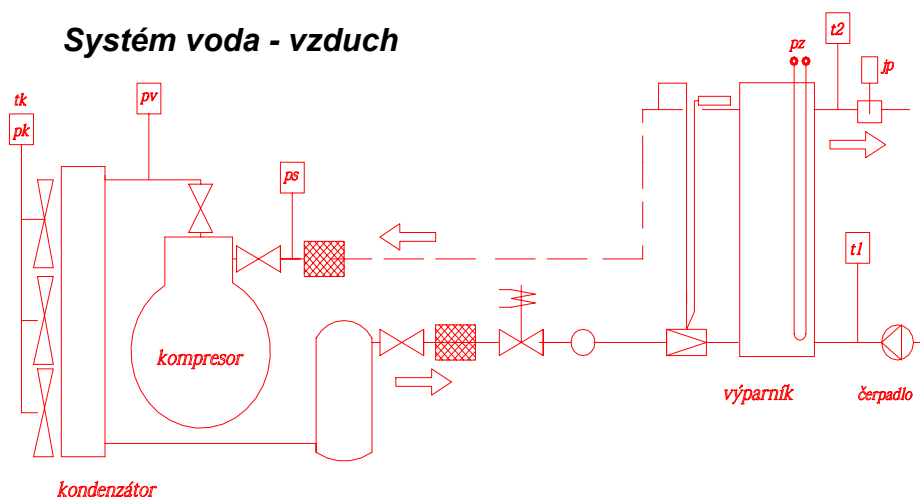 Systém voda - vzduch
tk
pk
pv
ps
pz
t2
jp
t1
kompresor
výparník
čerpadlo
kondenzátor